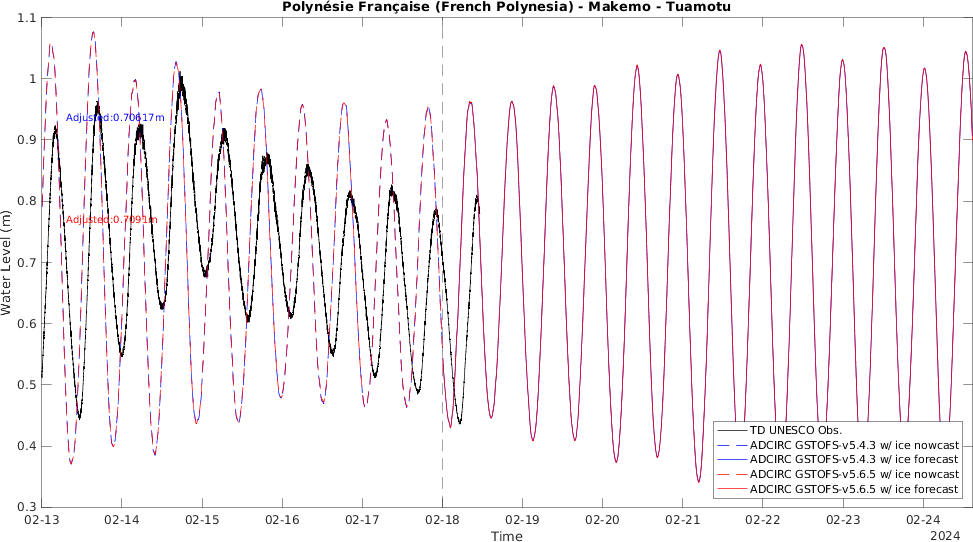 Polynésie Française (French Polynesia) - Makemo - Tuamotu
1.1
1
0.9
0.8
0.7
0.6
0.5
0.4
0.3
Water Level (m)
Adjusted:0.70617m
Adjusted:0.7091m
TD UNESCO Obs.
ADCIRC GSTOFS-v5.4.3 w/ ice nowcast
ADCIRC GSTOFS-v5.4.3 w/ ice forecast
ADCIRC GSTOFS-v5.6.5 w/ ice nowcast
ADCIRC GSTOFS-v5.6.5 w/ ice forecast
02-13 02-14 02-15 02-16 02-17 02-18 02-19 02-20 02-21 02-22 02-23 02-24
Time
2024